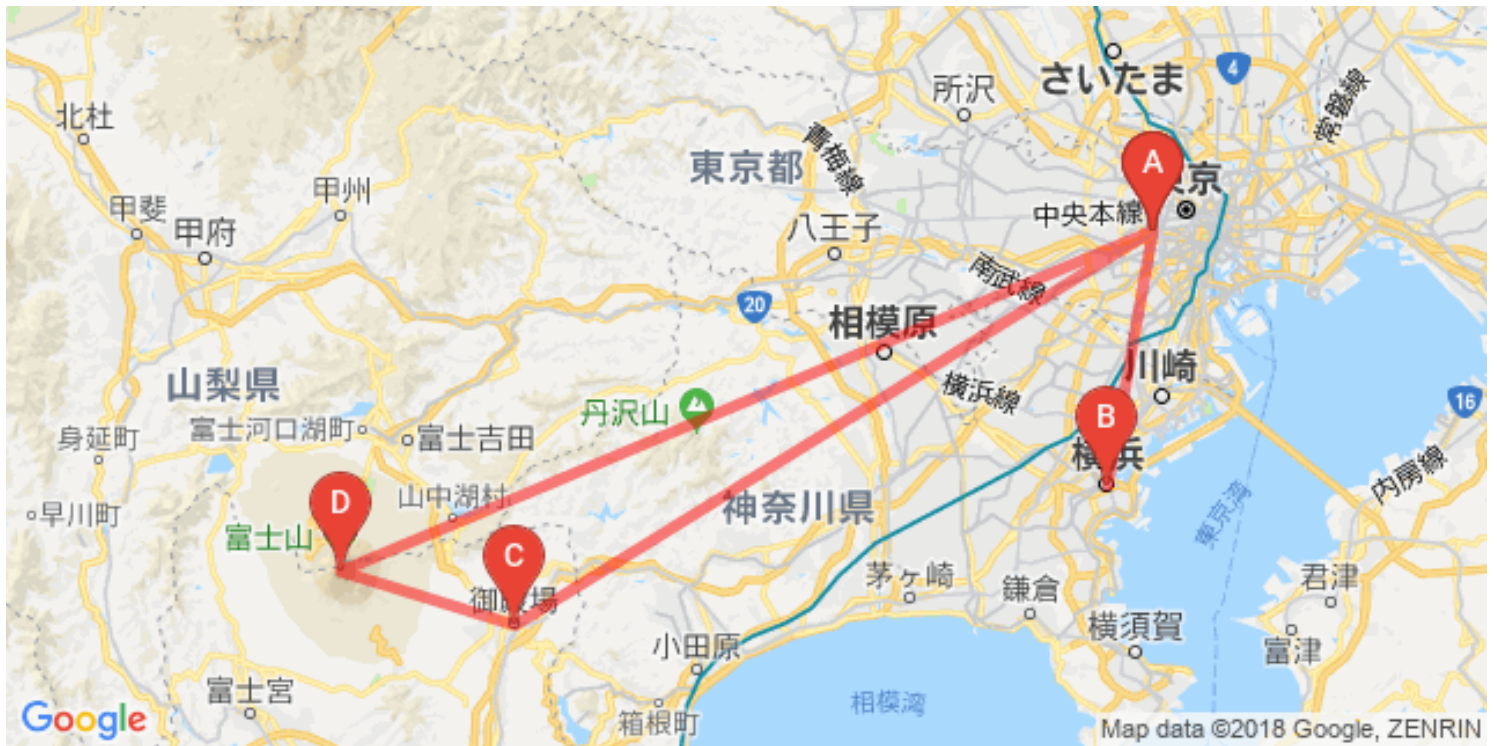 さいたま
4
常磐線
所沢
北杜
青梅線
東京都
A
京
甲州
中央本線
甲斐
甲府
八王子
南武線
20
相模原
川崎
山梨県
横浜線
16
丹沢山
B
富士河口湖町
富士吉田
身延町
横浜
内房線
D
山中湖村
神奈川県
早川町
東京湾
富士山
C
茅ヶ崎
君津
鎌倉
御殿場
横須賀
小田原
富津
富士宮
相模湾
箱根町
Google
Map data ©2018 Google, ZENRIN